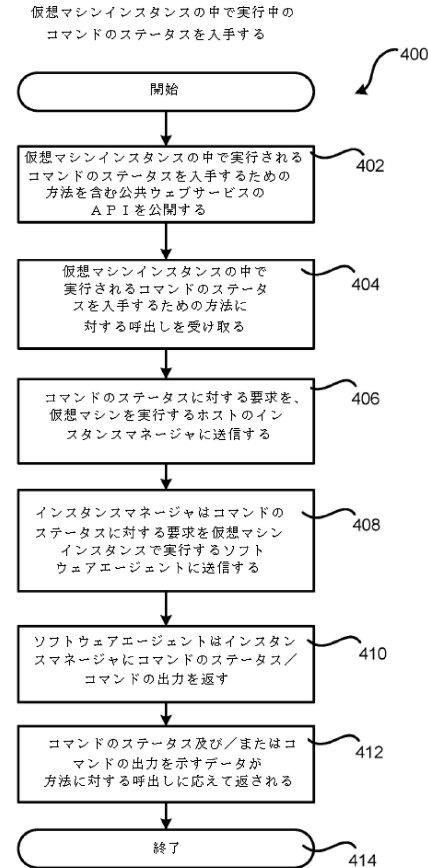 仮想マシンインスタンスの中で実行中の
コマンドのステータスを入手する
400
開始
仮想マシンインスタンスの中で実行される
コマンドのステータスを入手するための
方法を含む公共ウェブサービスの
APIを公開する
402
仮想マシンインスタンスの中で
実行されるコマンドのステータ
スを入手するための方法に
対する呼出しを受け取る
404
コマンドのステータスに対する要求を、
仮想マシンを実行するホストのイン
スタンスマネージャに送信する
406
インスタンスマネージャはコマンドの
ステータスに対する要求を仮想マシン
インスタンスで実行するソフト
ウェアエージェントに送信する
408
ソフトウェアエージェントはインスタン
スマネージャにコマンドのステータス/
コマンドの出力を返す
410
コマンドのステータス及び/またはコ
マンドの出力を示すデータが
方法に対する呼出しに応えて返される
412
終了
414